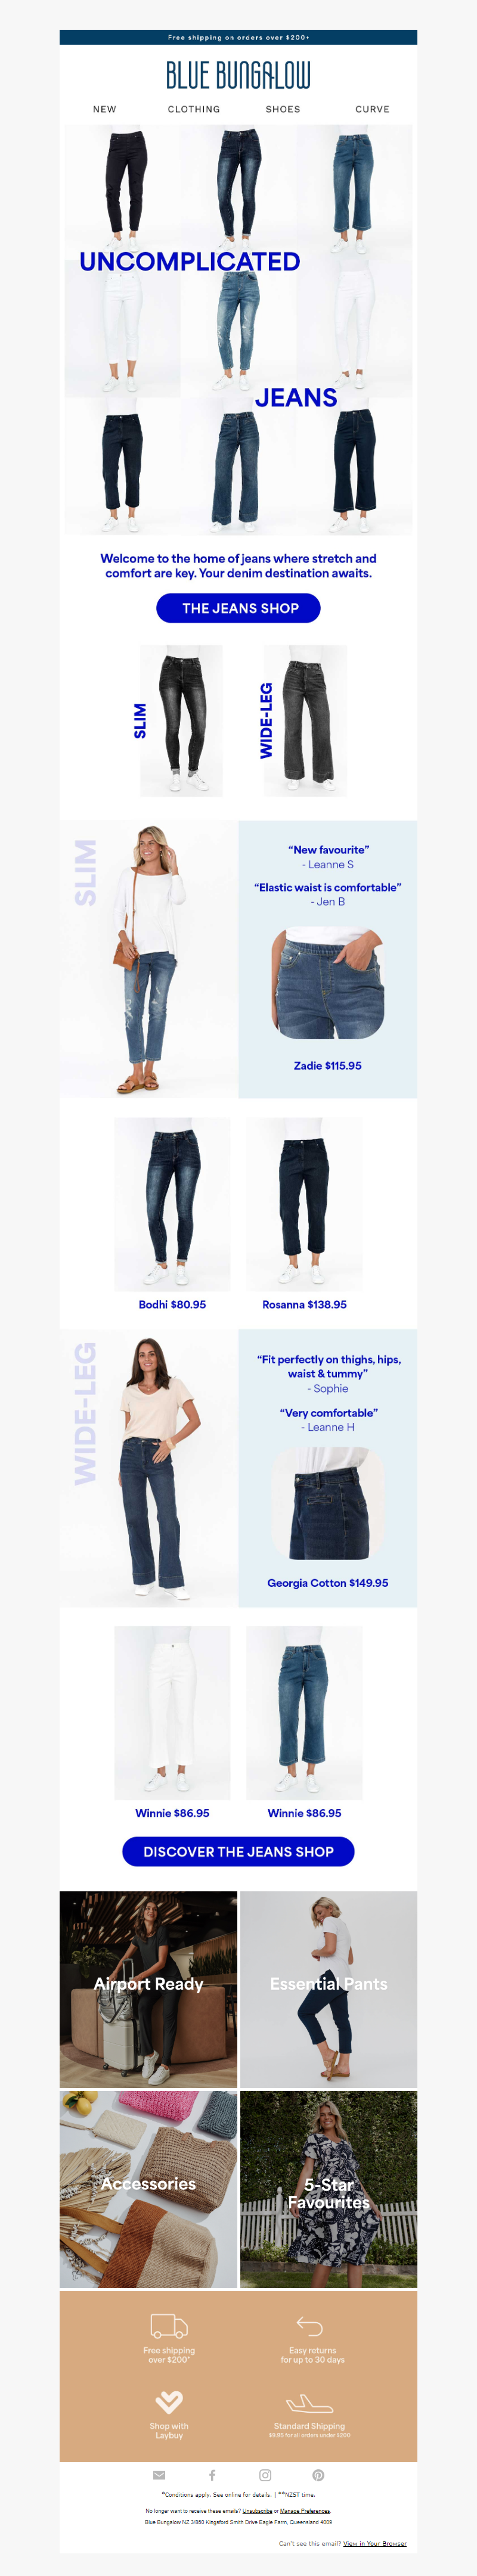 Free shipping on orders over $200*
BLUE BUNGALOW
NEW CLOTHING SHOES CURVE
UNCOMPLICATED
JEANS
Welcome to the home of jeans where stretch and
comfort are key. Your denim destination awaits.
THE JEANS SHOP
SLIM
WIDE-LEG
SLIM
“New favourite”
- Leanne S
“Elastic waist is comfortable”
- Jen B
Zadie $115.95
Bodhi $80.95
Rosanna $138.95
WIDE-LEG
“Fit perfectly on thighs, hips,
waist & tummy”
- Sophie
“Very comfortable”
- Leanne H
Georgia Cotton $149.95
Winnie $86.95
Winnie $86.95
DISCOVER THE JEANS SHOP
Airport Ready
Essential Pants
Accessories
5-Star
Favourites
Free shipping
over $200*
Easy returns
for up to 30 days
Shop with
Laybuy
Standard Shipping
$9.95 for all orders under $200
*Conditions apply. See online for details. | **NZST time.
No longer want to receive these emails? Unsubscribe or Manage Preferences.
Blue Bungalow NZ 3/850 Kingsford Smith Drive Eagle Farm, Queensland 4009
Can't see this email? View in Your Browser